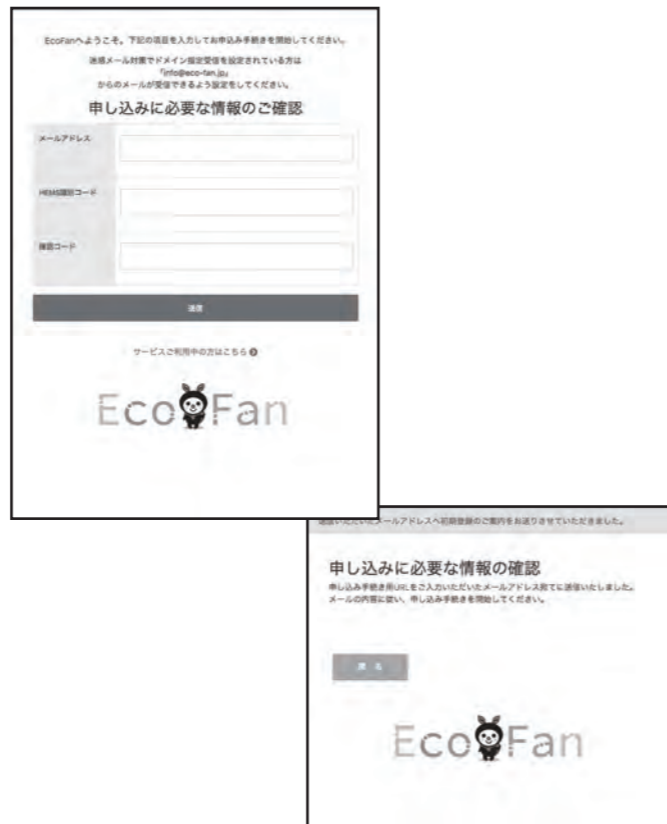 EcoFanへようこそ。下記の項目を入力してお申込み手続きを開始してください。
迷惑メール対策でドメイン指定受信を設定されている方は
「info@eco-fan.jp」
からのメールが受信できるよう設定をしてください。
申し込みに必要な情報のご確認
メールアドレス
HEMS識別コード
確認コード
送信
サービスご利用中の方はこちら
EcoFan
送信いただいたメールアドレスへ初期登録のご案内をお送りさせていただきました。
申し込みに必要な情報の確認
申し込み手続き用URLをご入力いただいたメールアドレス宛てに送信いたしました。
メールの内容に従い、申し込み手続きを開始してください。
戻 る
EcoFan